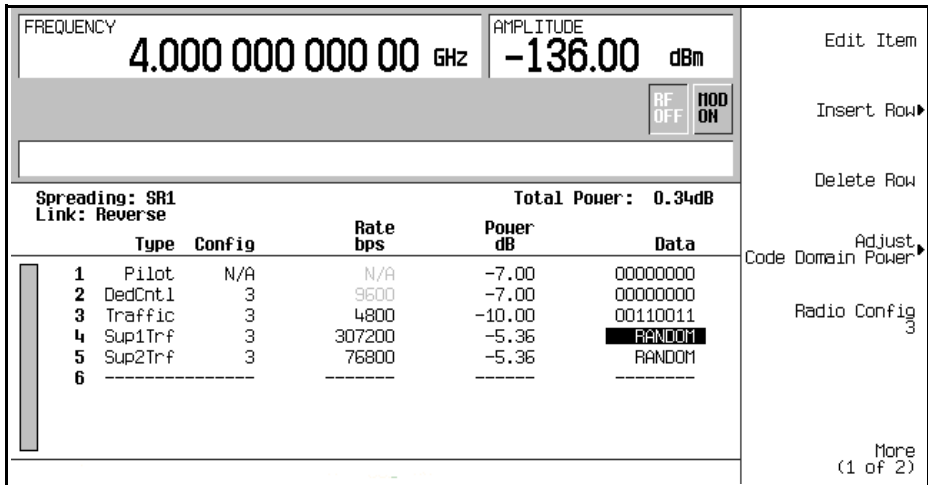 FREQUENCY
4.000 000 000 00 GHz
AMPLITUDE
-136.00 dBm
RF OFF
MOD ON
Spreading: SR1
Link: Reverse
Total Power: 0.34dB
Type Config Rate bps Power dB Data
1 Pilot N/A N/A -7.00 00000000
2 DedCntl 3 9600 -7.00 00000000
3 Traffic 3 4800 -10.00 00110011
4 Sup1Trf 3 307200 -5.36 RANDOM
5 Sup2Trf 3 76800 -5.36 RANDOM
6 --------------- ------- ------ --------
Edit Item
Insert Row
Delete Row
Adjust
Code Domain Power
Radio Config
3
More
(1 of 2)